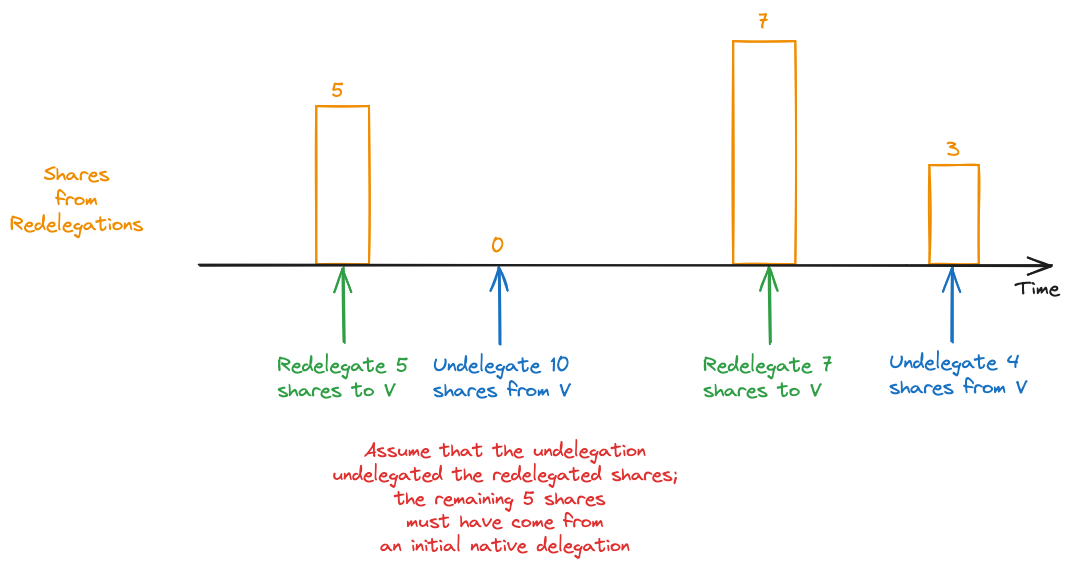 7
5
3
Shares
from
Redelegations
0
Time
Redelegate 5
shares to V
Undelegate 10
shares from V
Redelegate 7
shares to V
Undelegate 4
shares from V
Assume that the undelegation
undelegated the redelegated shares;
the remaining 5 shares
must have come from
an initial native delegation